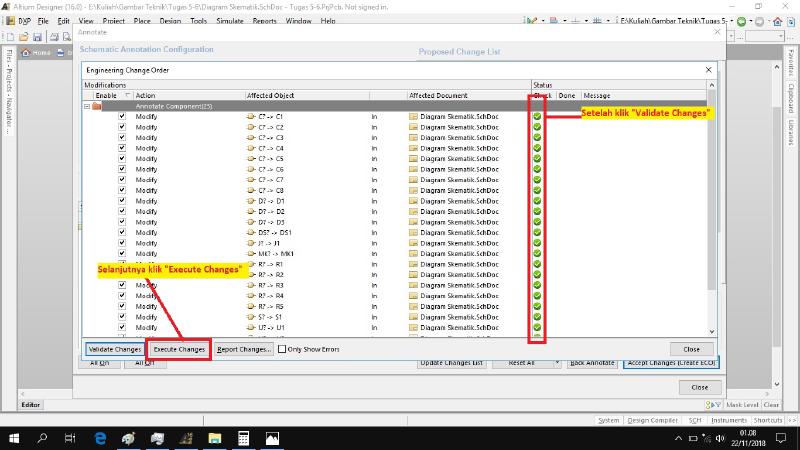 Altium Designer (16.0) - E:\Kuliah\Gambar Teknik\Tugas 5-6\Diagram Skematik.SchDoc - Tugas 5-6.PrjPcb. Not signed in.
DXP File Edit View Project Place Design Tools Simulate Reports Window Help
E:\Kuliah\Gambar Teknik\Tugas 5-
Home
Annotate
Schematic Annotation Configuration
Proposed Change List
Files
Projects
Navigator
Favorites
Clipboard
Libraries
Engineering Change Order
Modifications Status
Enable Action Affected Object Affected Document Check Done Message
Annotate Component(25)
Modify C? -> C1 In Diagram Skematik.SchDoc
Setelah klik "Validate Changes"
Modify C? -> C2 In Diagram Skematik.SchDoc
Modify C? -> C3 In Diagram Skematik.SchDoc
Modify C? -> C4 In Diagram Skematik.SchDoc
Modify C? -> C5 In Diagram Skematik.SchDoc
Modify C? -> C6 In Diagram Skematik.SchDoc
Modify C? -> C7 In Diagram Skematik.SchDoc
Modify C? -> C8 In Diagram Skematik.SchDoc
Modify D? -> D1 In Diagram Skematik.SchDoc
Modify D? -> D2 In Diagram Skematik.SchDoc
Modify D? -> D3 In Diagram Skematik.SchDoc
Modify DS? -> DS1 In Diagram Skematik.SchDoc
Modify J? -> J1 In Diagram Skematik.SchDoc
Modify MK? -> MK1 In Diagram Skematik.SchDoc
Selanjutnya klik "Execute Changes"
R? -> R1 In Diagram Skematik.SchDoc
R? -> R2 In Diagram Skematik.SchDoc
Modify R? -> R3 In Diagram Skematik.SchDoc
Modify R? -> R4 In Diagram Skematik.SchDoc
Modify R? -> R5 In Diagram Skematik.SchDoc
Modify S? -> S1 In Diagram Skematik.SchDoc
Modify U? -> U1 In Diagram Skematik.SchDoc
Validate Changes Execute Changes Report Changes... Only Show Errors Close
All On All Off Update Changes List Reset All Back Annotate Accept Changes (Create ECO)
Close
Editor Mask Level Clear
System Design Compiler SCH Instruments Shortcuts >>
01.08
22/11/2018